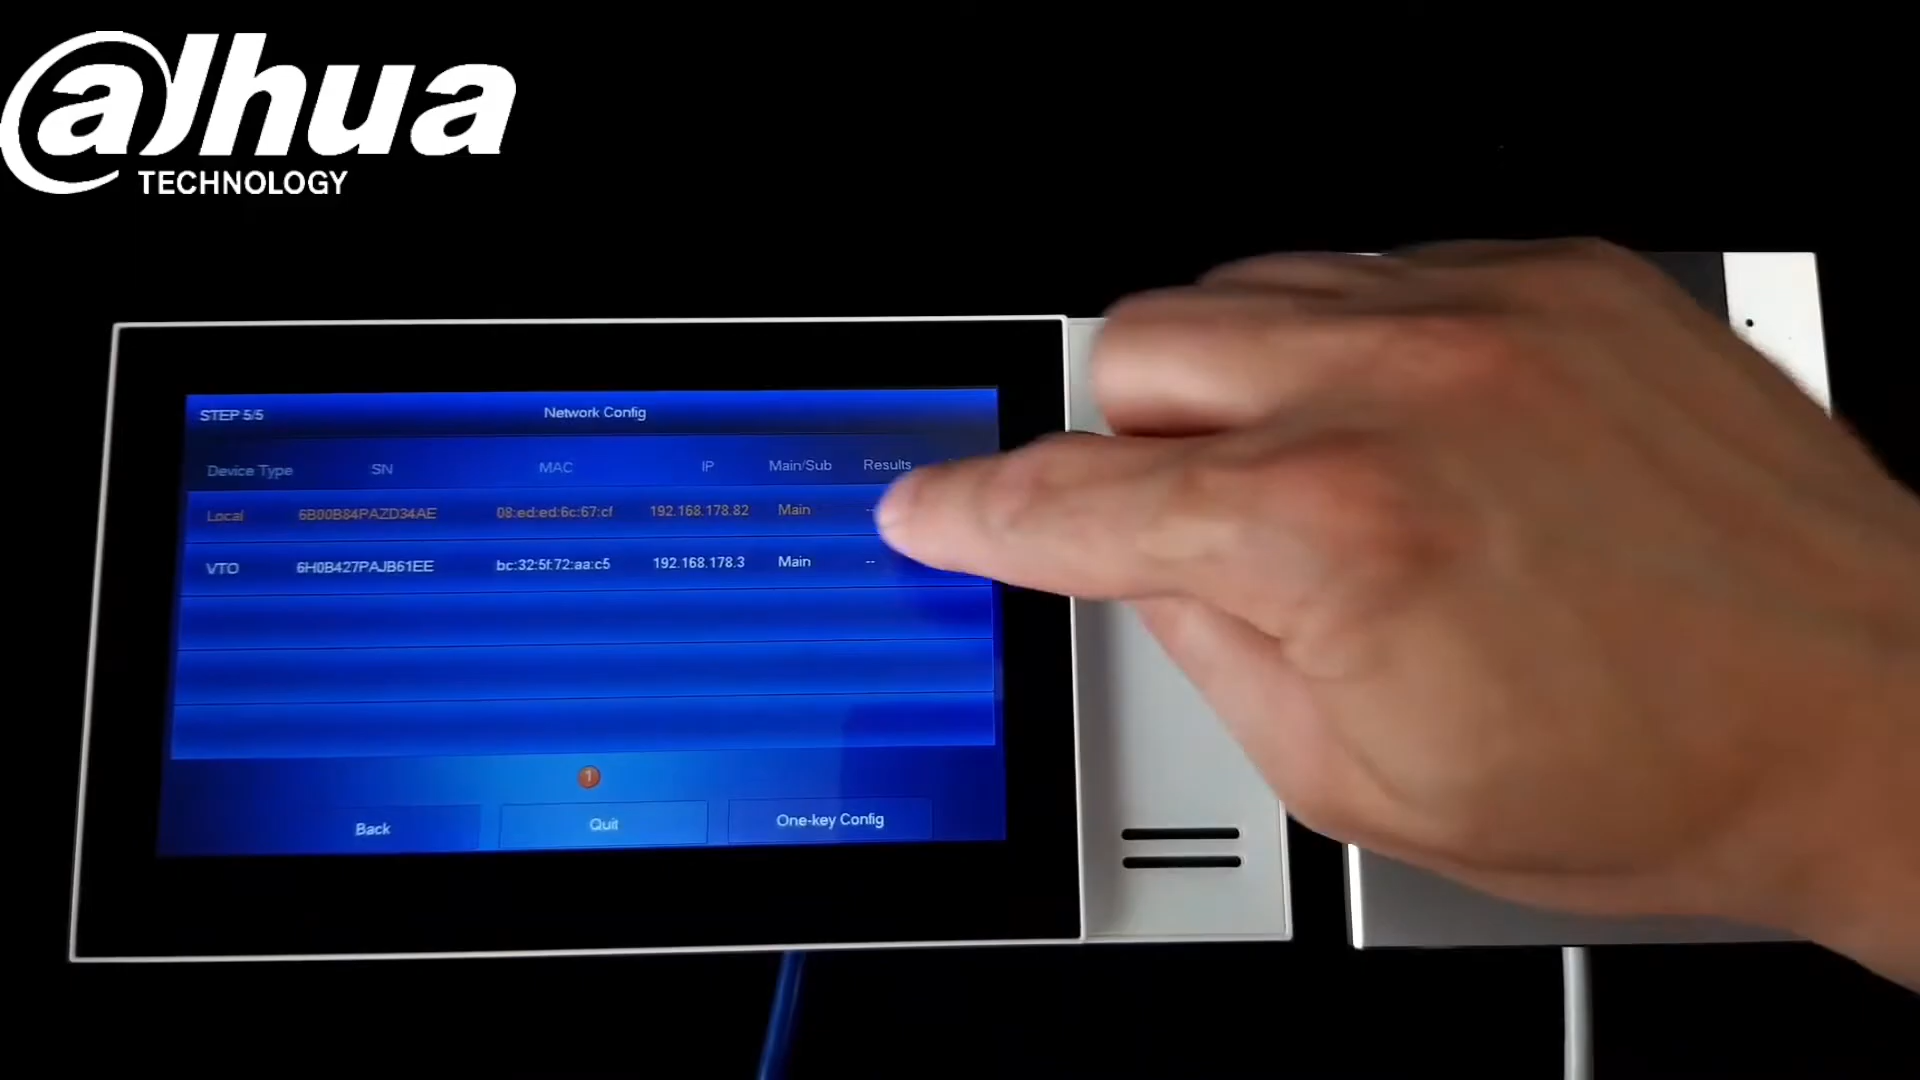 alhua
TECHNOLOGY
STEP 5/5 Network Config
Device Type SN MAC IP Main/Sub Results
Local 6B00B84PAZD34AE 08:ed:ed:6c:67:cf 192.168.178.82 Main --
VTO 6H0B427PAJB61EE bc:32:5f:72:aa:c5 192.168.178.3 Main --
1
Back Quit One-key Config